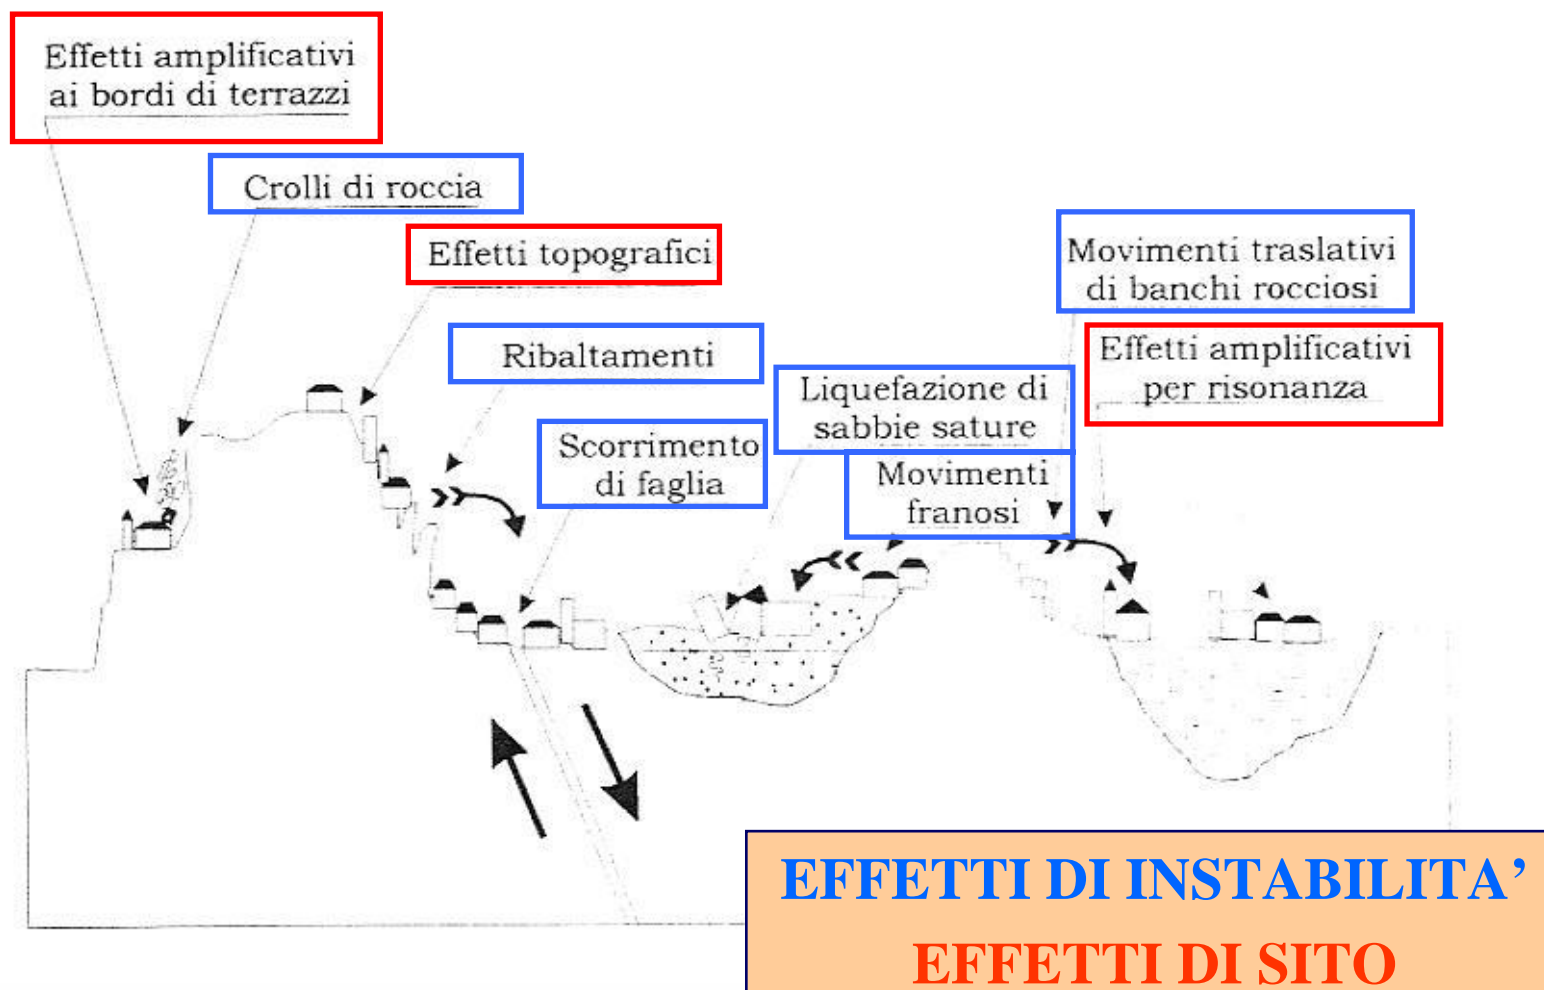 Effetti amplificativi
ai bordi di terrazzi
Crolli di roccia
Effetti topografici
Ribaltamenti
Scorrimento
di faglia
Liquefazione di
sabbie sature
Movimenti
franosi
Movimenti traslativi
di banchi rocciosi
Effetti amplificativi
per risonanza
EFFETTI DI INSTABILITA’
EFFETTI DI SITO